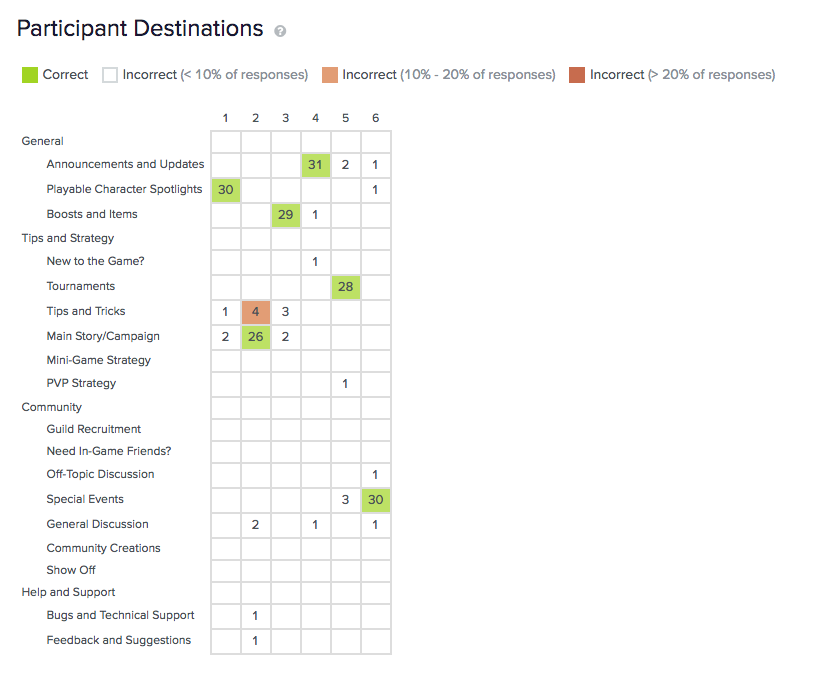 Participant Destinations ?
Correct Incorrect (< 10% of responses) Incorrect (10% - 20% of responses) Incorrect (> 20% of responses)
1 2 3 4 5 6
General
Announcements and Updates 31 2 1
Playable Character Spotlights 30 1
Boosts and Items 29 1
Tips and Strategy
New to the Game? 1
Tournaments 28
Tips and Tricks 1 4 3
Main Story/Campaign 2 26 2
Mini-Game Strategy
PVP Strategy 1
Community
Guild Recruitment
Need In-Game Friends?
Off-Topic Discussion 1
Special Events 3 30
General Discussion 2 1 1
Community Creations
Show Off
Help and Support
Bugs and Technical Support 1
Feedback and Suggestions 1